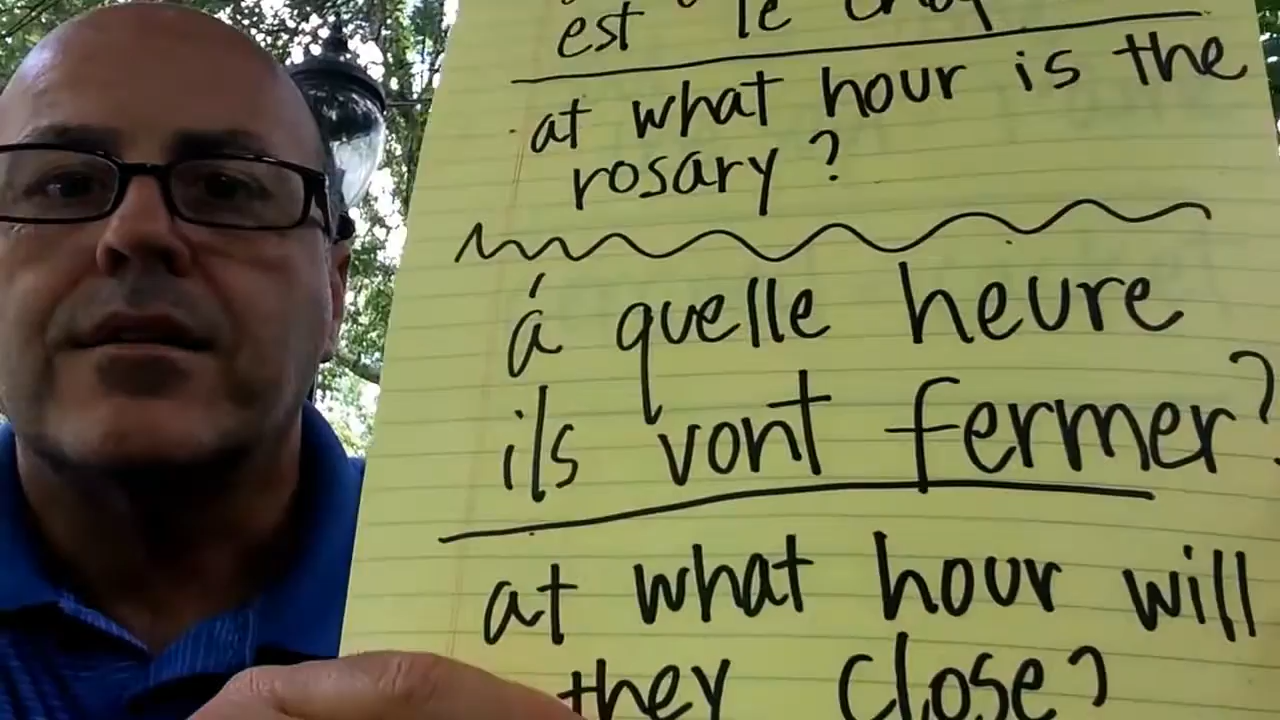 est le
at what hour is the
rosary?
á quelle heure
ils vont fermer?
at what hour will
they close?